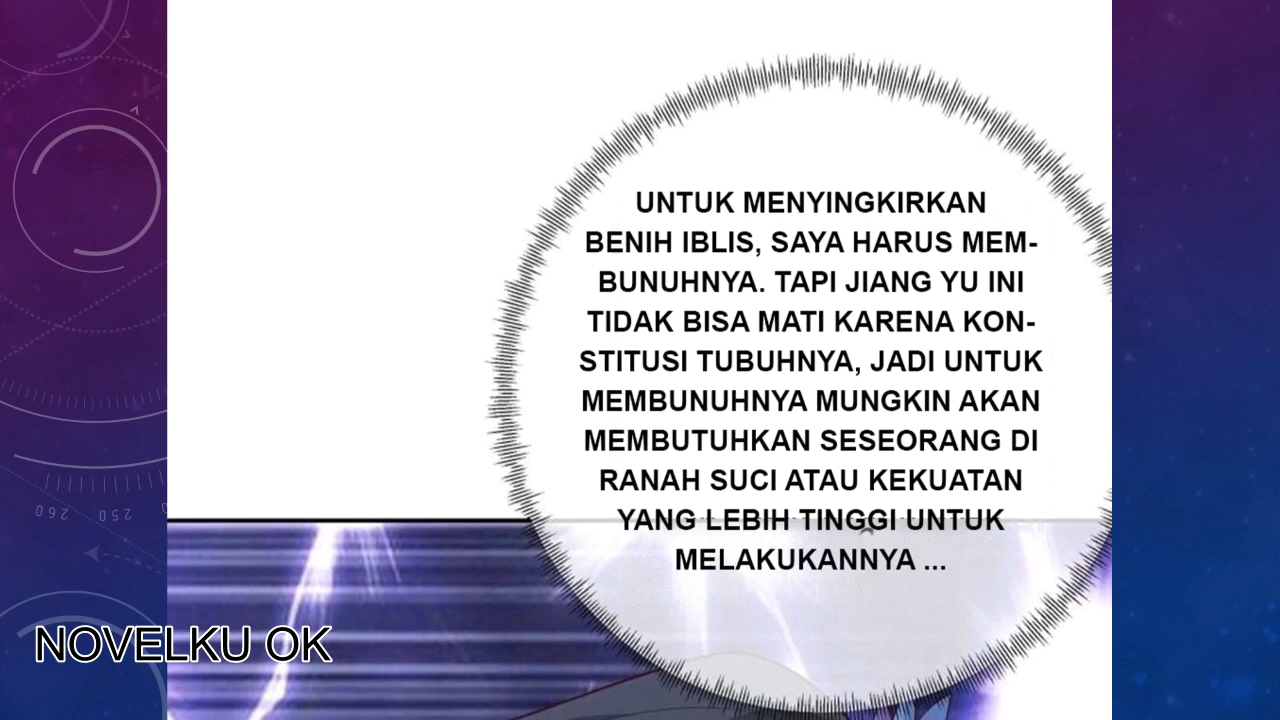 UNTUK MENYINGKIRKAN
BENIH IBLIS, SAYA HARUS MEM-
BUNUHNYA. TAPI JIANG YU INI
TIDAK BISA MATI KARENA KON-
STITUSI TUBUHNYA, JADI UNTUK
MEMBUNUHNYA MUNGKIN AKAN
MEMBUTUHKAN SESEORANG DI
RANAH SUCI ATAU KEKUATAN
YANG LEBIH TINGGI UNTUK
MELAKUKANNYA ...
260 250
NOVELKU OK